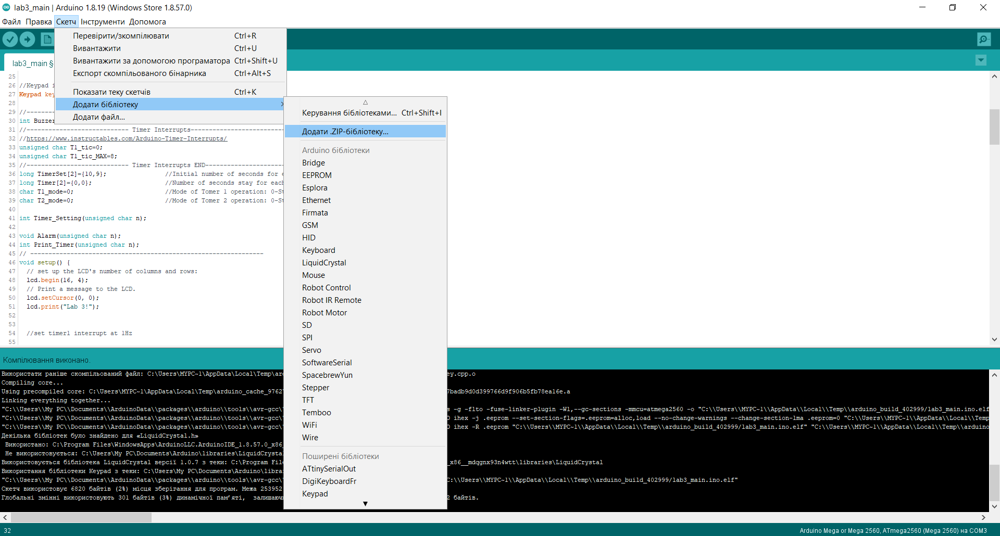 lab3_main | Arduino 1.8.19 (Windows Store 1.8.57.0)
Файл Правка Скетч Інструменти Допомога
Перевірити/зкомпілювати Ctrl+R
Вивантажити Ctrl+U
Вивантажити за допомогою програматора Ctrl+Shift+U
Експорт скомпільованого бінарника Ctrl+Alt+S
Показати теку скетчів Ctrl+K
Додати бібліотеку
Додати файл...
Керування бібліотеками... Ctrl+Shift+I
Додати .ZIP-бібліотеку...
Arduino бібліотеки
Bridge
EEPROM
Esplora
Ethernet
Firmata
GSM
HID
Keyboard
LiquidCrystal
Mouse
Robot Control
Robot IR Remote
Robot Motor
SD
SPI
Servo
SoftwareSerial
SpacebrewYun
Stepper
TFT
Temboo
WiFi
Wire
Поширені бібліотеки
ATtinySerialOut
DigiKeyboardFr
Keypad
lab3_main §
25
26 //Keypad i
27 Keypad key
28
29 //--------
30 int Buzzer
31 //---------------------------- Timer Interrupts--------------------------
32 //https://www.instructables.com/Arduino-Timer-Interrupts/
33 unsigned char T1_tic=0;
34 unsigned char T1_tic_MAX=8;
35 //---------------------------- Timer Interrupts END----------------------
36 long TimerSet[2]={10,9}; //Initial number of seconds for e
37 long Timer[2]={0,0}; //Number of seconds stay for each
38 char T1_mode=0; //Mode of Tomer 1 operation: 0-St
39 char T2_mode=0; //Mode of Tomer 2 operation: 0-St
40
41 int Timer_Setting(unsigned char n);
42
43 void Alarm(unsigned char n);
44 int Print_Timer(unsigned char n);
45 // ----------------------------------------------------------------
46 void setup() {
47 // set up the LCD's number of columns and rows:
48 lcd.begin(16, 4);
49 // Print a message to the LCD.
50 lcd.setCursor(0, 0);
51 lcd.print("Lab 3!");
52
53
54 //set timer1 interrupt at 1Hz
55
Компілювання виконано.
Використати раніше скомпільований файл: C:\Users\MYPC~1\AppData\Local\Temp\ard ey.cpp.o
Compiling core...
Using precompiled core: C:\Users\MYPC~1\AppData\Local\Temp\arduino_cache_9762 7badb9d0d399766d9f906b5fb78ea16e.a
Linking everything together...
"C:\\Users\\My PC\\Documents\\ArduinoData\\packages\\arduino\\tools\\avr-gcc\\ s -g -flto -fuse-linker-plugin -Wl,--gc-sections -mmcu=atmega2560 -o "C:\\Users\\MYPC~1\\AppData\\Local\\Temp\\arduino_build_402999/lab3_main.ino.elf
"C:\\Users\\My PC\\Documents\\ArduinoData\\packages\\arduino\\tools\\avr-gcc\\ O ihex -j .eeprom --set-section-flags=.eeprom=alloc,load --no-change-warnings --change-section-lma .eeprom=0 "C:\\Users\\MYPC~1\\AppData\\Local\\Temp
"C:\\Users\\My PC\\Documents\\ArduinoData\\packages\\arduino\\tools\\avr-gcc\\ O ihex -R .eeprom "C:\\Users\\MYPC~1\\AppData\\Local\\Temp\\arduino_build_402999/lab3_main.ino.elf" "C:\\Users\\MYPC~1\\AppData\\Local\\Temp\\arduino
Декілька бібліотек було знайдено для «LiquidCrystal.h»
Використано: C:\Program Files\WindowsApps\ArduinoLLC.ArduinoIDE_1.8.57.0_x86_
Не використовується: C:\Users\My PC\Documents\Arduino\libraries\LiquidCrysta
Використовується бібліотека LiquidCrystal версії 1.0.7 з теки: C:\Program File _x86__mdqgnx93n4wtt\libraries\LiquidCrystal
Використання бібліотеки Keypad з теки: C:\Users\My PC\Documents\Arduino\librar
"C:\\Users\\My PC\\Documents\\ArduinoData\\packages\\arduino\\tools\\avr-gcc\\ C:\\Users\\MYPC~1\\AppData\\Local\\Temp\\arduino_build_402999/lab3_main.ino.elf"
Скетч використовує 6820 байтів (2%) місця зберігання для програм. Межа 253952
Глобальні змінні використовують 301 байтів (3%) динамічної пам’яті, залишаюч 2 байтів.
32
Arduino Mega or Mega 2560, ATmega2560 (Mega 2560) на COM3